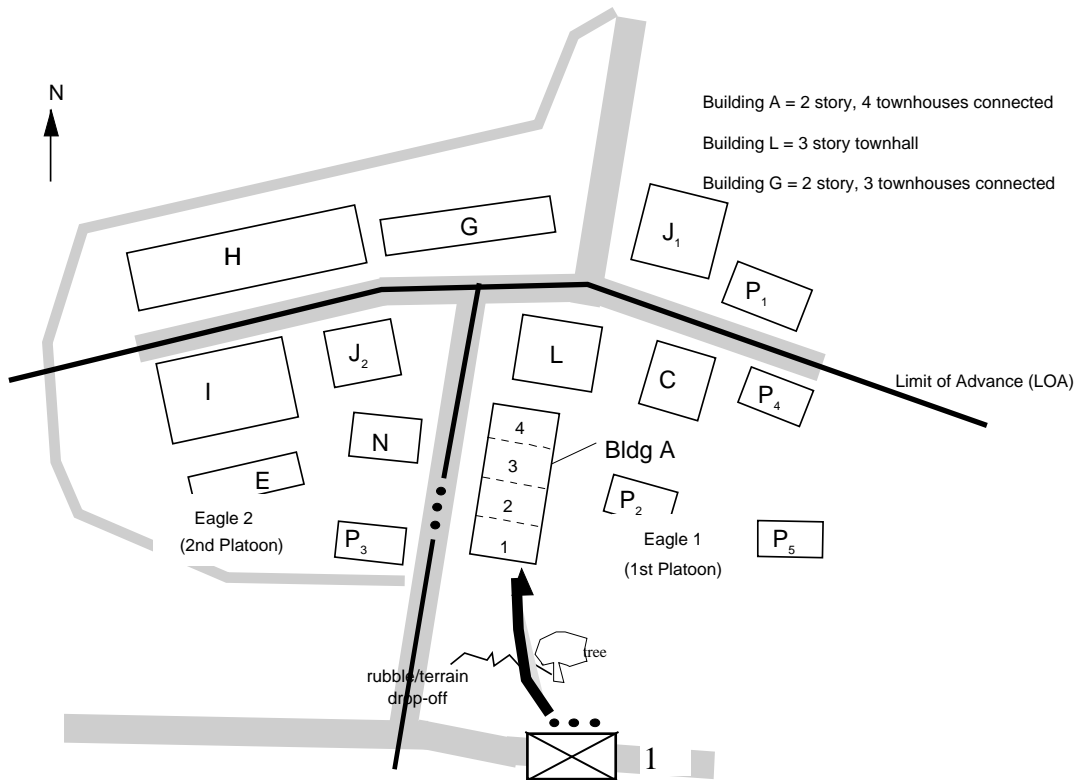 N
Building A = 2 story, 4 townhouses connected
Building L = 3 story townhall
Building G = 2 story, 3 townhouses connected
G
H
J1
P1
J2
L
I
C
P4
Limit of Advance (LOA)
N
4
3
2
1
Bldg A
E
P2
Eagle 2
(2nd Platoon)
P3
Eagle 1
(1st Platoon)
P5
tree
rubble/terrain
drop-off
1